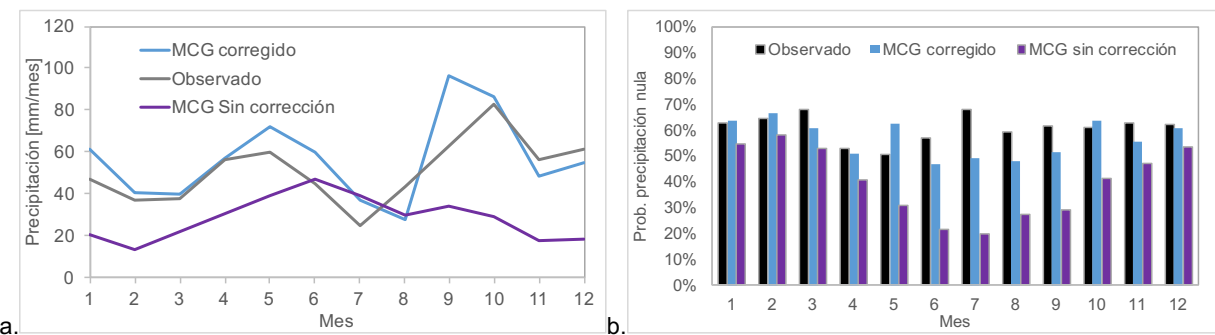 120
100
80
60
40
20
0
Precipitación [mm/mes]
MCG corregido
Observado
MCG Sin corrección
1 2 3 4 5 6 7 8 9 10 11 12
Mes
a.
100%
90%
80%
70%
60%
50%
40%
30%
20%
10%
0%
Prob. precipitación nula
Observado MCG corregido MCG sin corrección
1 2 3 4 5 6 7 8 9 10 11 12
Mes
b.